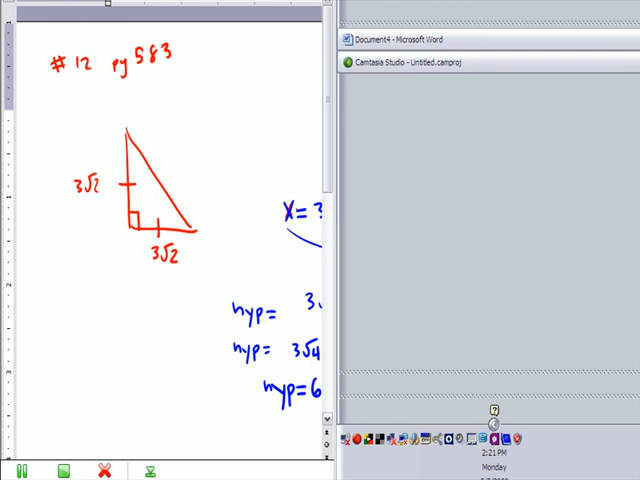 # 12 pg 583
3√2
3√2
x = 3
hyp =
3√
hyp = 3√4
hyp = 6
Document4 - Microsoft Word
Camtasia Studio - Untitled.camproj
?
2:21 PM
Monday